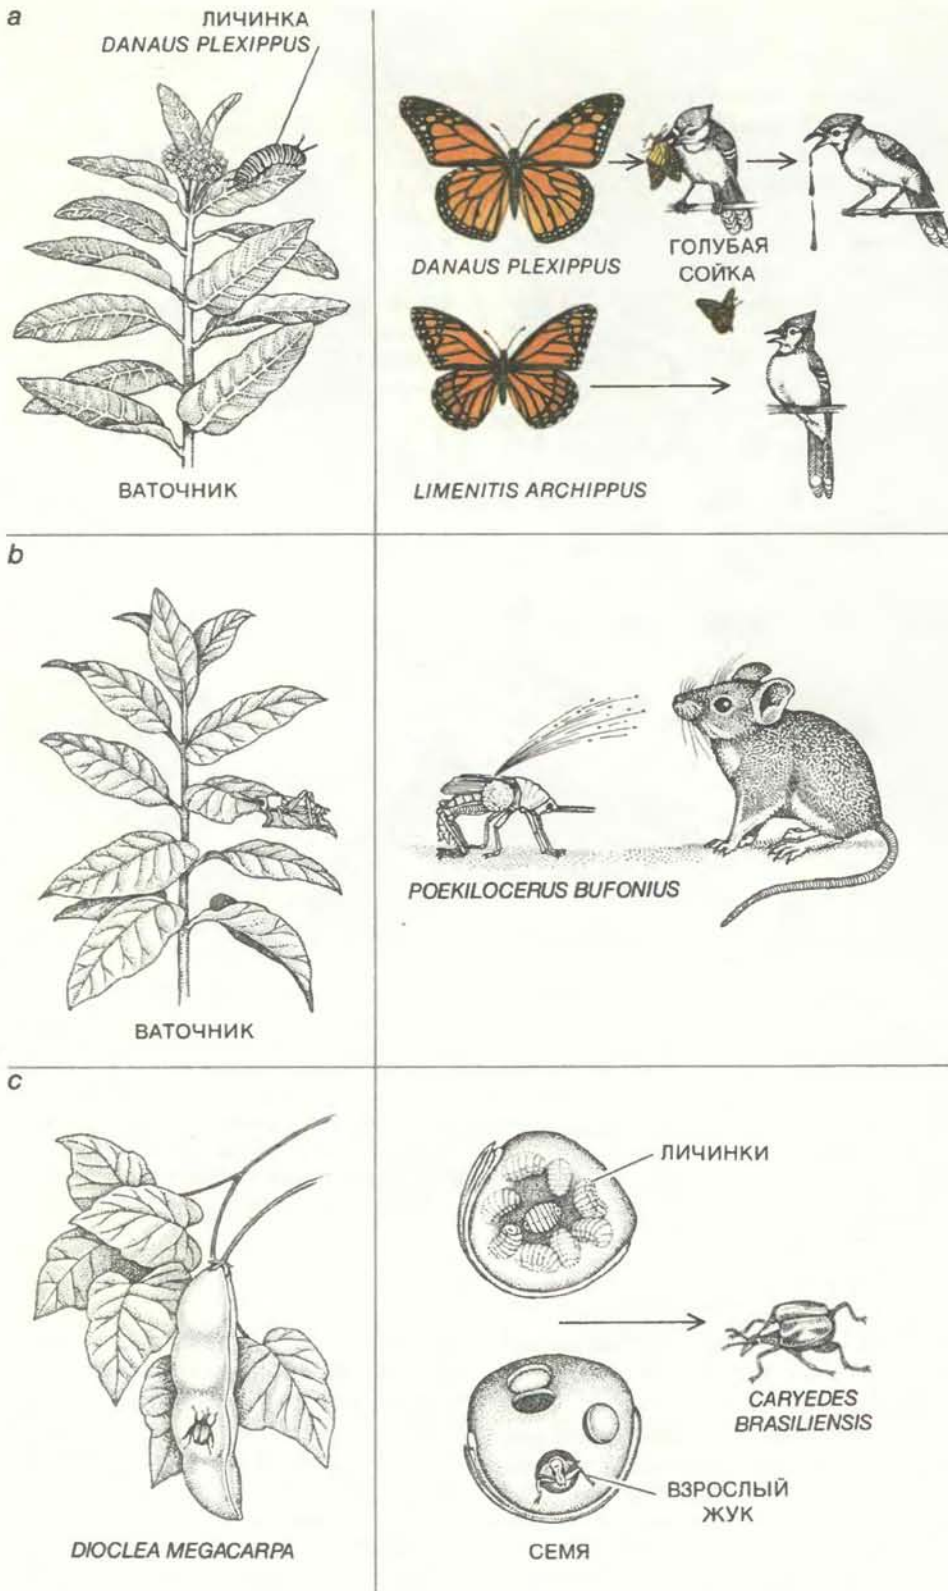 a
ЛИЧИНКА
DANAUS PLEXIPPUS
ВАТОЧНИК
DANAUS PLEXIPPUS
ГОЛУБАЯ
СОЙКА
LIMENITIS ARCHIPPUS
b
ВАТОЧНИК
POEKILOCERUS BUFONIUS
c
DIOCLEA MEGACARPA
ЛИЧИНКИ
CARYEDES
BRASILIENSIS
ВЗРОСЛЫЙ
ЖУК
СЕМЯ